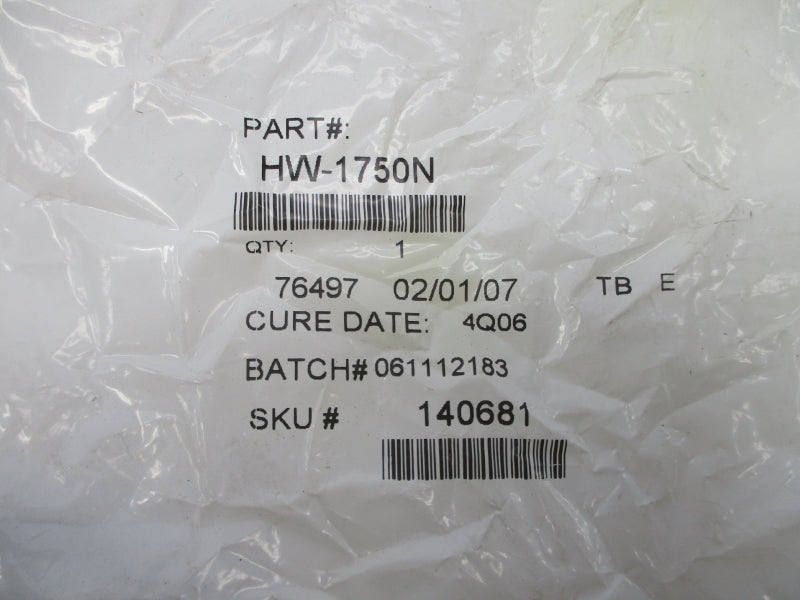 PART#:
HW-1750N
QTY: 1
76497 02/01/07 TB E
CURE DATE: 4Q06
BATCH# 061112183
SKU # 140681